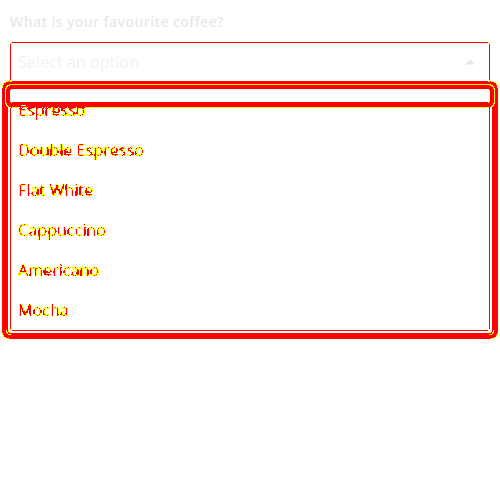 What is your favourite coffee?
Select an option
Espresso
Double Espresso
Flat White
Cappuccino
Americano
Mocha